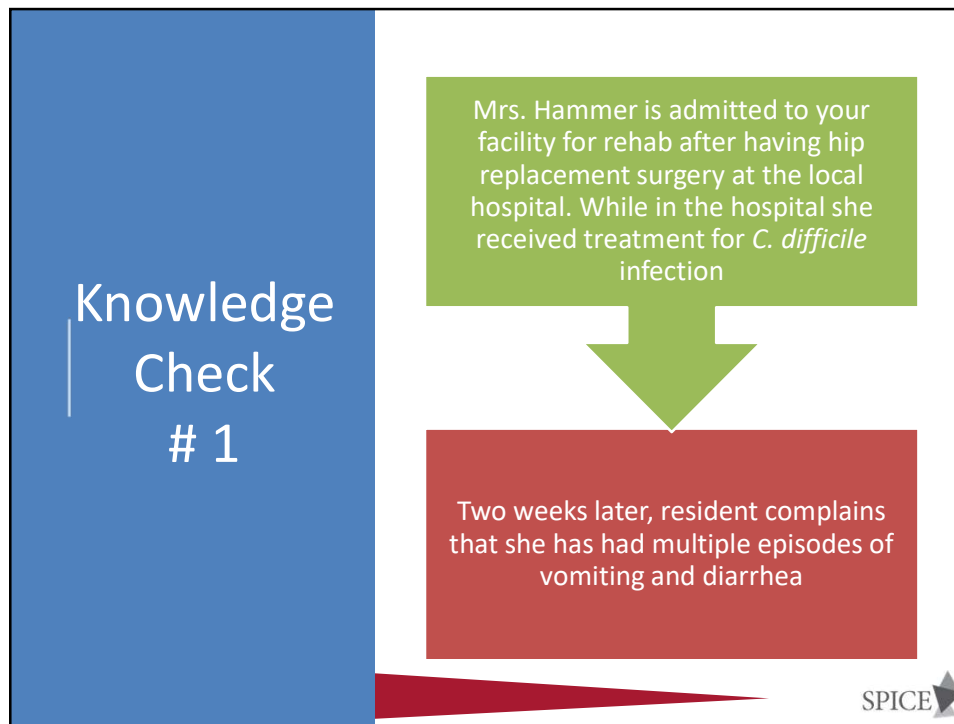 Knowledge
Check
# 1
Mrs. Hammer is admitted to your
facility for rehab after having hip
replacement surgery at the local
hospital. While in the hospital she
received treatment for C. difficile
infection
Two weeks later, resident complains
that she has had multiple episodes of
vomiting and diarrhea
SPICE